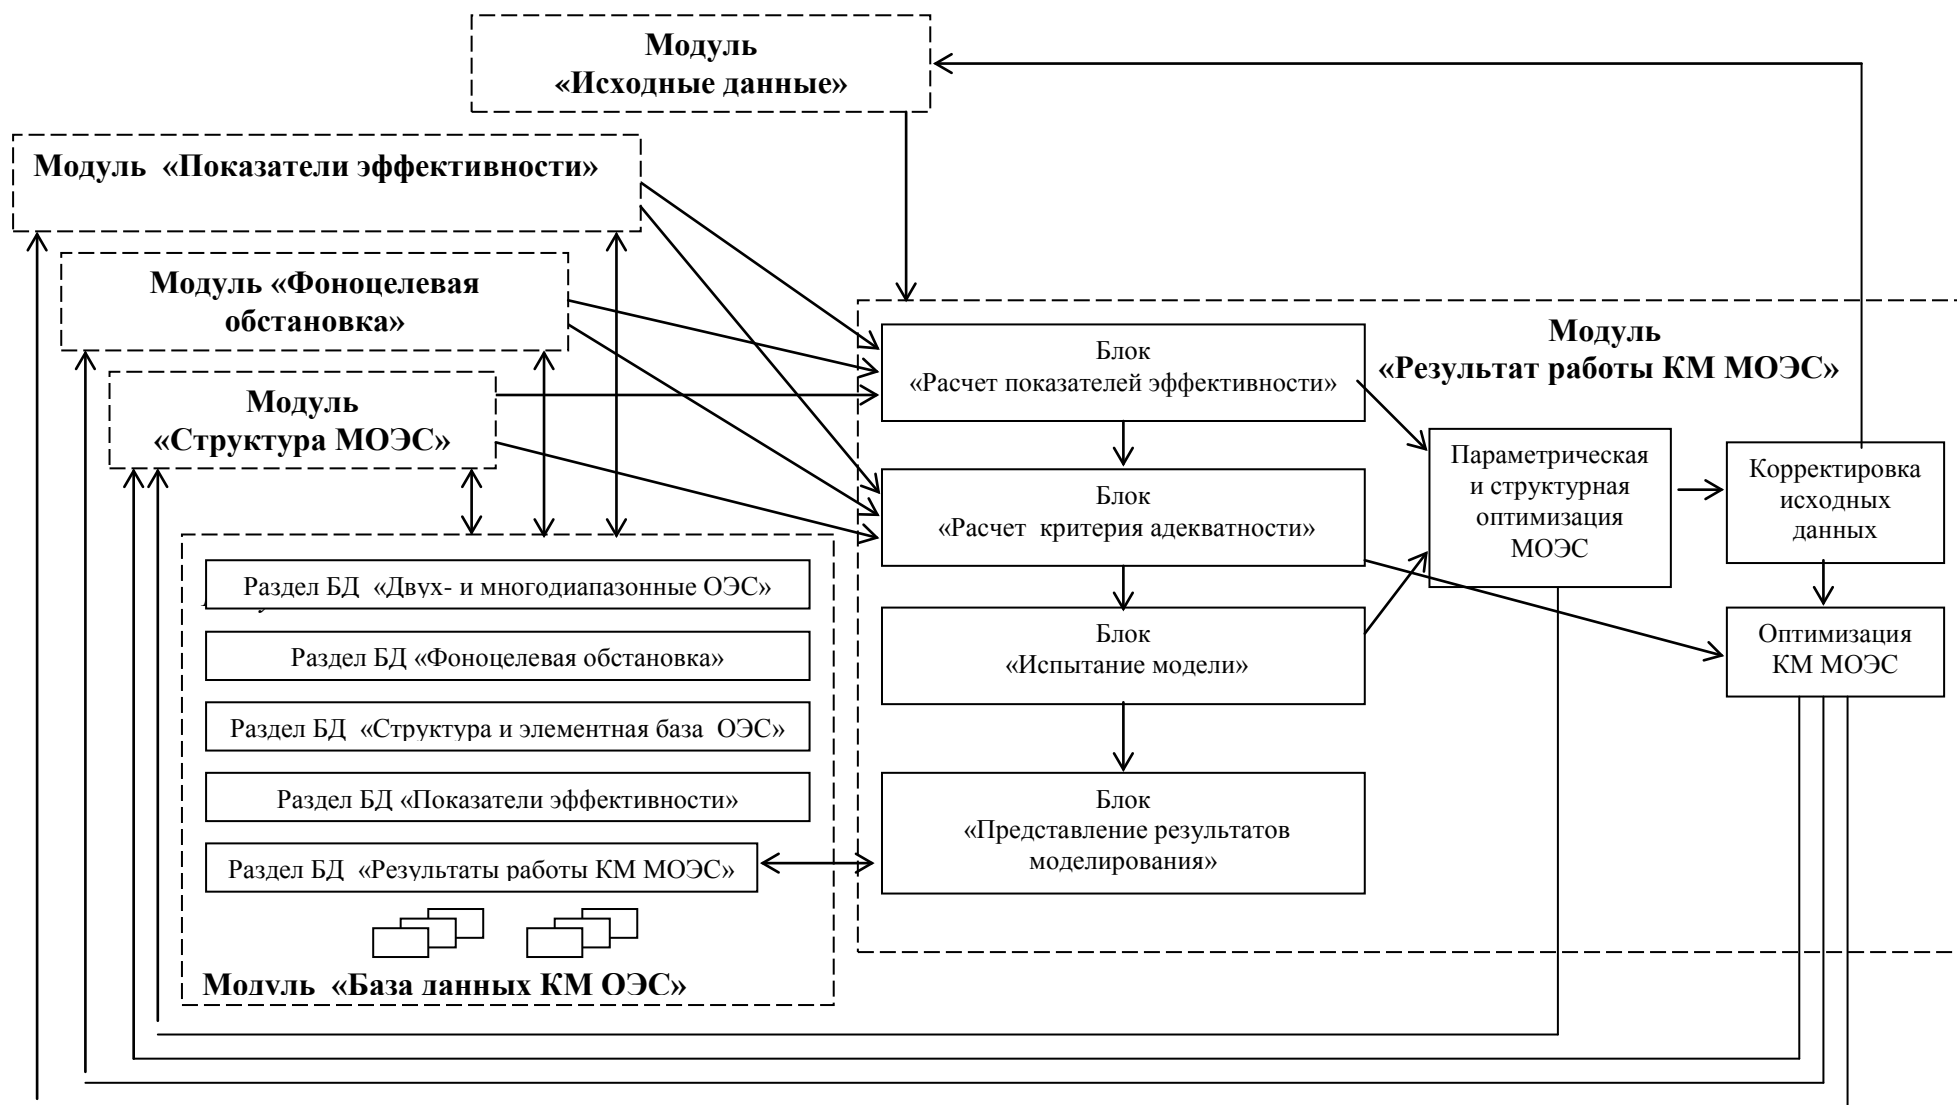 Модуль
«Исходные данные»
Модуль «Показатели эффективности»
Модуль «Фоноцелевая
обстановка»
Модуль
«Структура МОЭС»
Модуль
«Результат работы КМ МОЭС»
Блок
«Расчет показателей эффективности»
Параметрическая
и структурная
оптимизация
МОЭС
Корректировка
исходных
данных
Блок
«Расчет критерия адекватности»
Раздел БД «Двух- и многодиапазонные ОЭС»
Блок
«Испытание модели»
Оптимизация
КМ МОЭС
Раздел БД «Фоноцелевая обстановка»
Раздел БД «Структура и элементная база ОЭС»
Раздел БД «Показатели эффективности»
Блок
«Представление результатов
моделирования»
Раздел БД «Результаты работы КМ МОЭС»
Модуль «База данных КМ ОЭС»